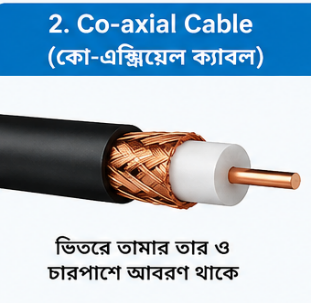 2. Co-axial Cable
(কো-এক্সিয়েল ক্যাবল)
ভিতরে তামার তার ও
চারপাশে আবরণ থাকে